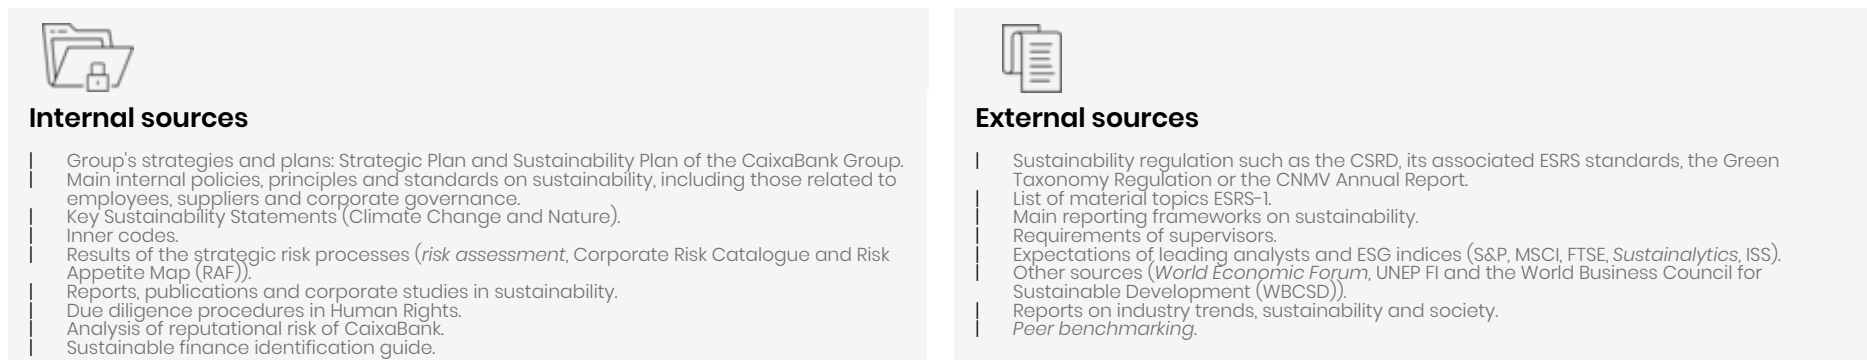 Internal sources
| Group's strategies and plans: Strategic Plan and Sustainability Plan of the CaixaBank Group.
| Main internal policies, principles and standards on sustainability, including those related to
employees, suppliers and corporate governance.
| Key Sustainability Statements (Climate Change and Nature).
| Inner codes.
| Results of the strategic risk processes (risk assessment, Corporate Risk Catalogue and Risk
Appetite Map (RAF)).
| Reports, publications and corporate studies in sustainability.
| Due diligence procedures in Human Rights.
| Analysis of reputational risk of CaixaBank.
| Sustainable finance identification guide.
External sources
| Sustainability regulation such as the CSRD, its associated ESRS standards, the Green
Taxonomy Regulation or the CNMV Annual Report.
| List of material topics ESRS-1.
| Main reporting frameworks on sustainability.
| Requirements of supervisors.
| Expectations of leading analysts and ESG indices (S&P, MSCI, FTSE, Sustainalytics, ISS).
| Other sources (World Economic Forum, UNEP FI and the World Business Council for
Sustainable Development (WBCSD)).
| Reports on industry trends, sustainability and society.
| Peer benchmarking.